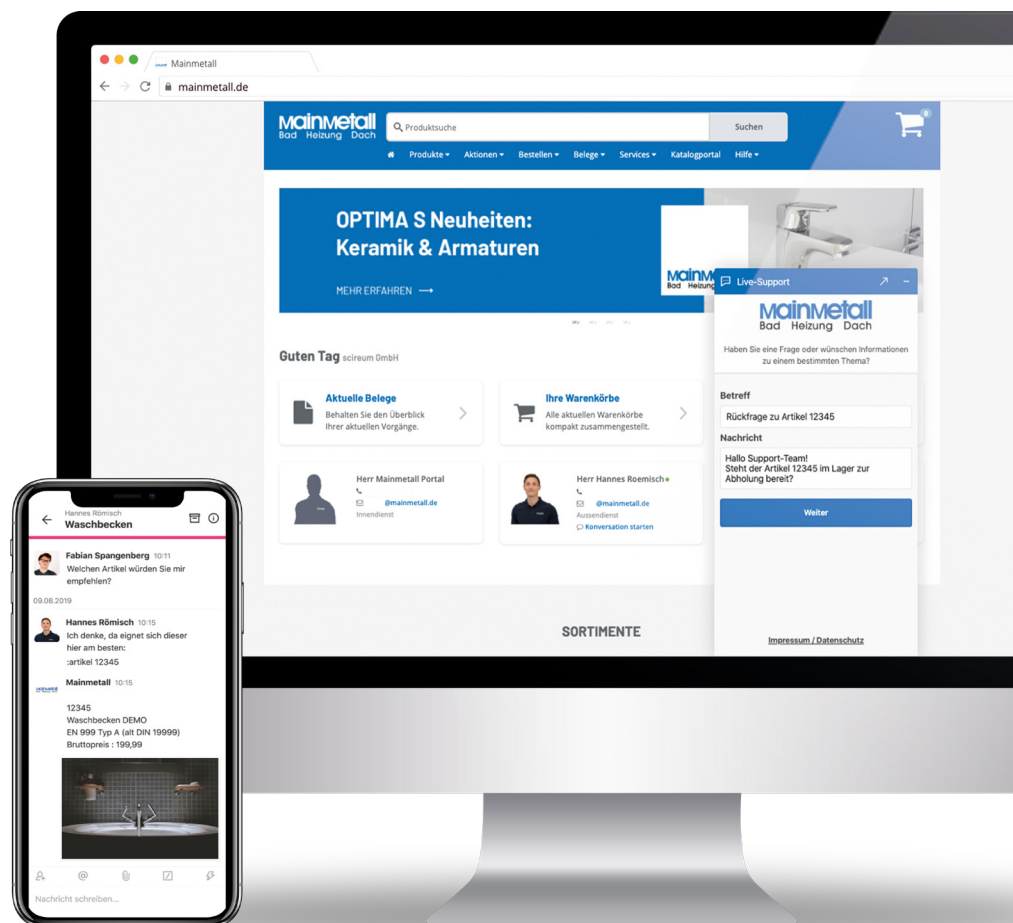 Mainmetall
mainmetall.de
Mainmetall
Bad Heizung Dach
Produktsuche
Suchen
0
Produkte
Aktionen
Bestellen
Belege
Services
Katalogportal
Hilfe
OPTIMA S Neuheiten:
Keramik & Armaturen
MEHR ERFAHREN
Guten Tag scireum GmbH
Aktuelle Belege
Behalten Sie den Überblick
Ihrer aktuellen Vorgänge.
Ihre Warenkörbe
Alle aktuellen Warenkörbe
kompakt zusammengestellt.
Herr Mainmetall Portal
@mainmetall.de
Innendienst
Herr Hannes Roemisch
@mainmetall.de
Aussendienst
Konversation starten
SORTIMENTE
Live-Support
Mainmetall
Bad Heizung Dach
Haben Sie eine Frage oder wünschen Informationen
zu einem bestimmten Thema?
Betreff
Rückfrage zu Artikel 12345
Nachricht
Hallo Support-Team!
Steht der Artikel 12345 im Lager zur
Abholung bereit?
Weiter
Impressum / Datenschutz
Hannes Römisch
Waschbecken
Fabian Spangenberg 10:11
Welchen Artikel würden Sie mir
empfehlen?
09.08.2019
Hannes Römisch 10:15
Ich denke, da eignet sich dieser
hier am besten:
:artikel 12345
Mainmetall 10:15
12345
Waschbecken DEMO
EN 999 Typ A (alt DIN 19999)
Bruttopreis : 199,99
Nachricht schreiben...